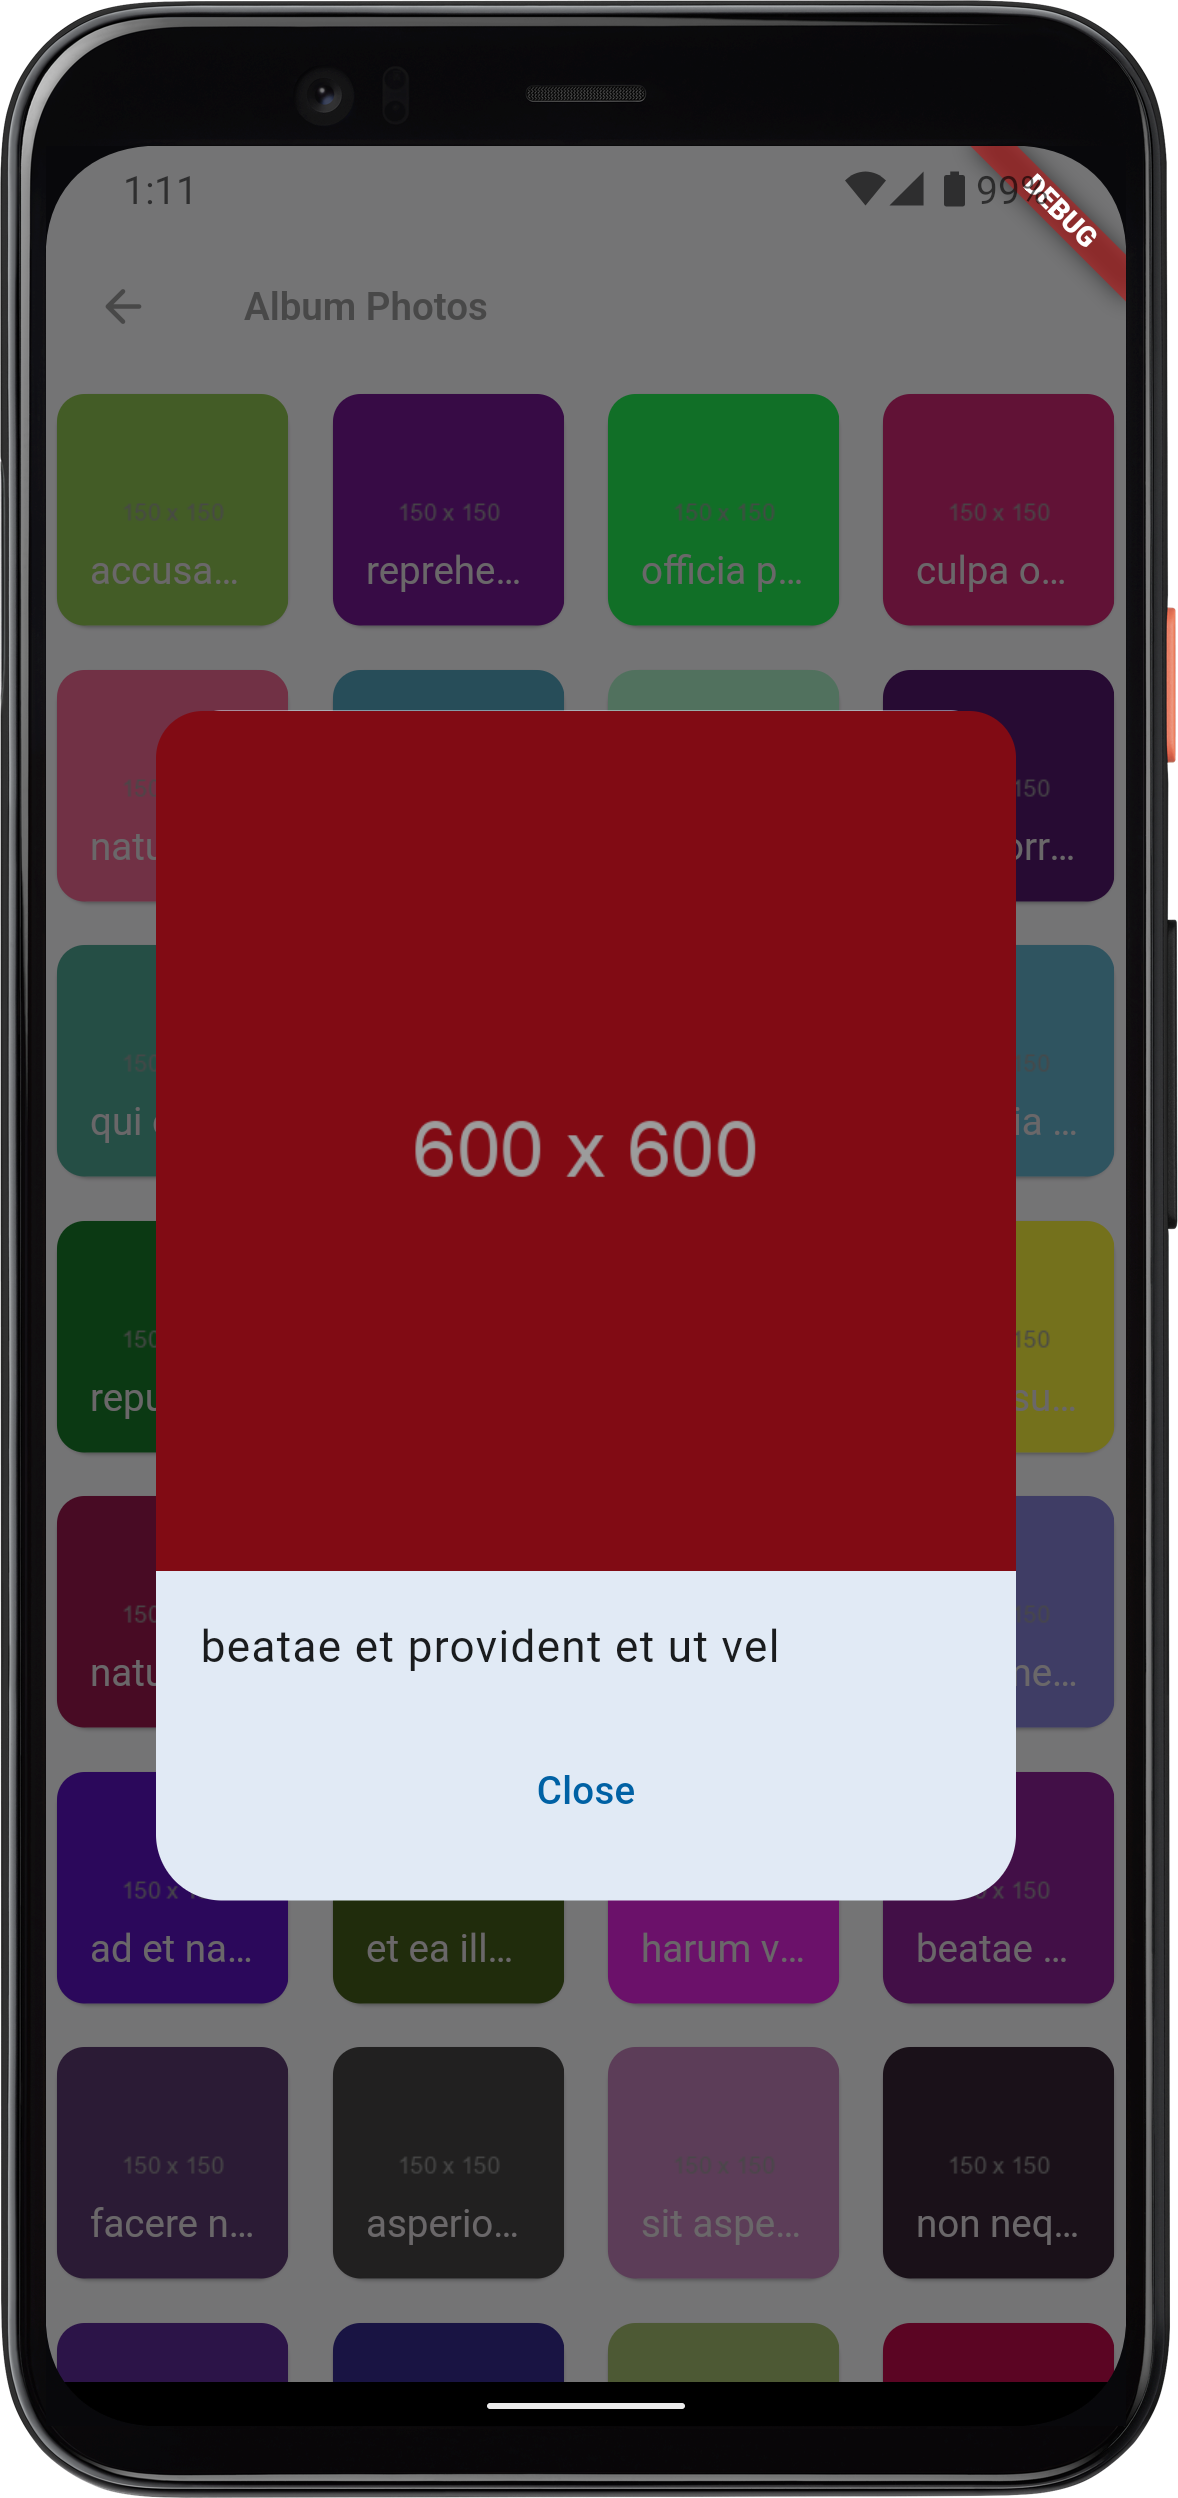 1:11 99%
DEBUG
Album Photos
150 x 150 150 x 150 150 x 150 150 x 150
accusa... reprehe... officia p... culpa o...
150
natu orr...
qui ia ...
150 150
repu su...
150 150
natu ne...
600 x 600
beatae et provident et ut vel
Close
150 x x 150
ad et na... et ea ill... harum v... beatae ...
150 x 150 150 x 150 150 x 150
facere n... asperio... sit aspe... non neq...